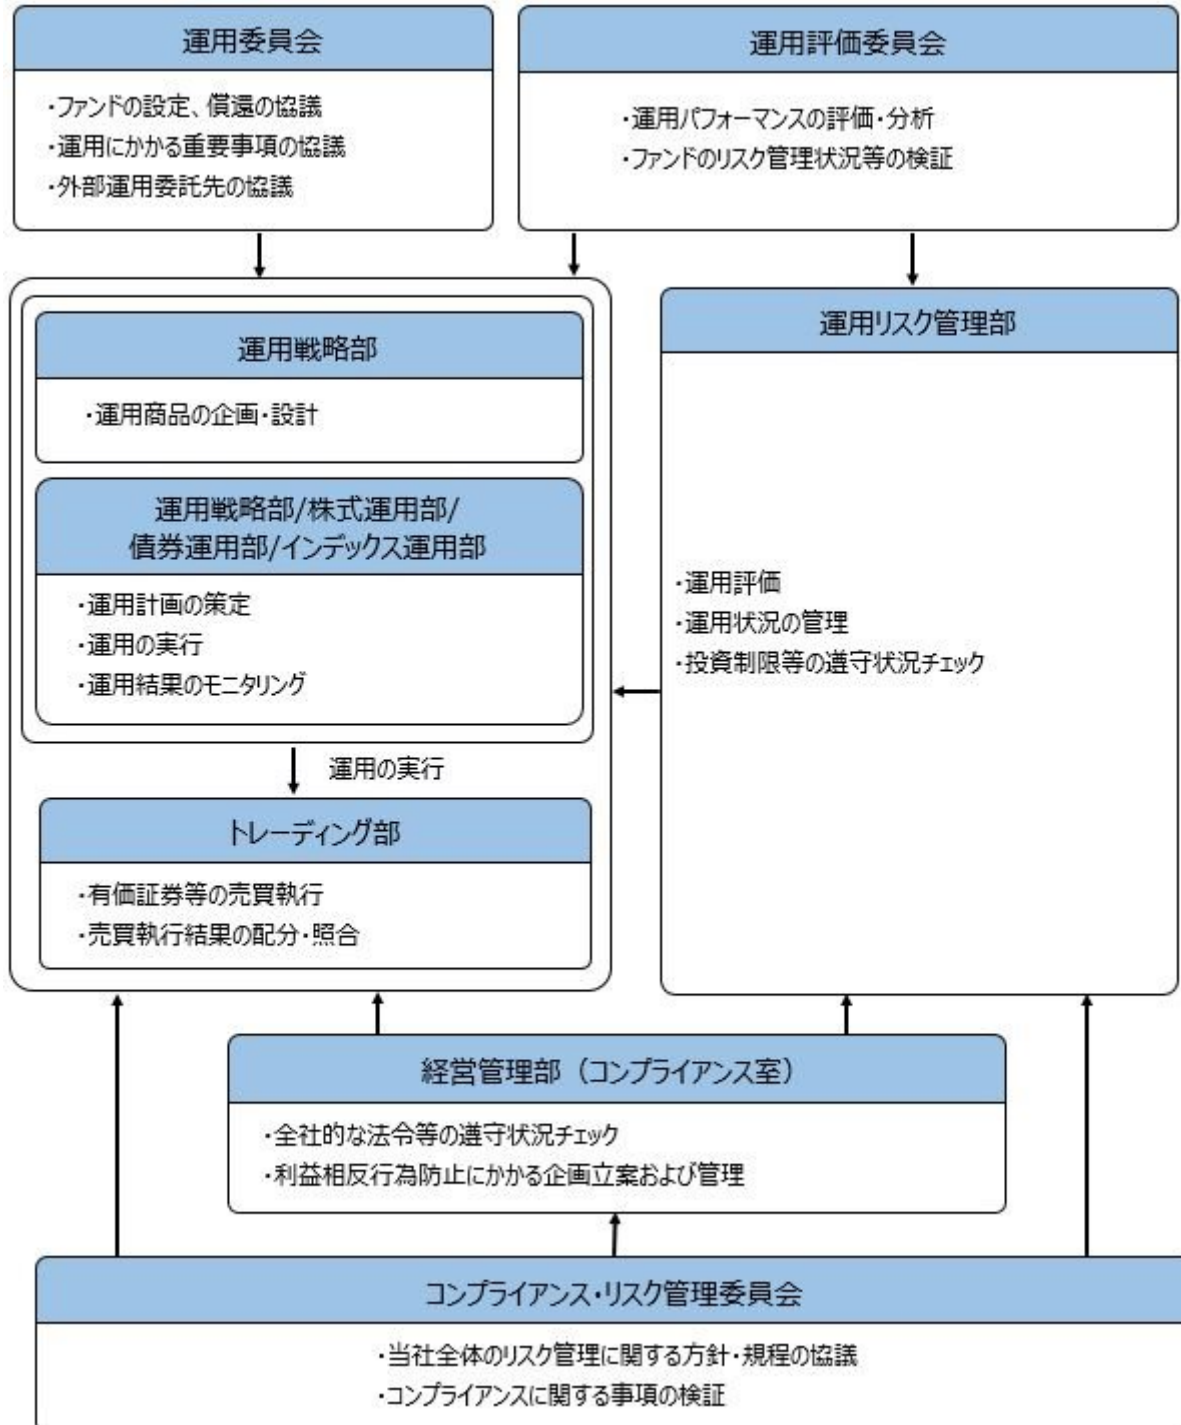 運用委員会
・ファンドの設定、償還の協議
・運用にかかる重要事項の協議
・外部運用委託先の協議
運用評価委員会
・運用パフォーマンスの評価・分析
・ファンドのリスク管理状況等の検証
運用戦略部
・運用商品の企画・設計
運用戦略部/株式運用部/
債券運用部/インデックス運用部
・運用計画の策定
・運用の実行
・運用結果のモニタリング
運用の実行
トレーディング部
・有価証券等の売買執行
・売買執行結果の配分・照合
運用リスク管理部
・運用評価
・運用状況の管理
・投資制限等の遵守状況チェック
経営管理部（コンプライアンス室）
・全社的な法令等の遵守状況チェック
・利益相反行為防止にかかる企画立案および管理
コンプライアンス・リスク管理委員会
・当社全体のリスク管理に関する方針・規程の協議
・コンプライアンスに関する事項の検証